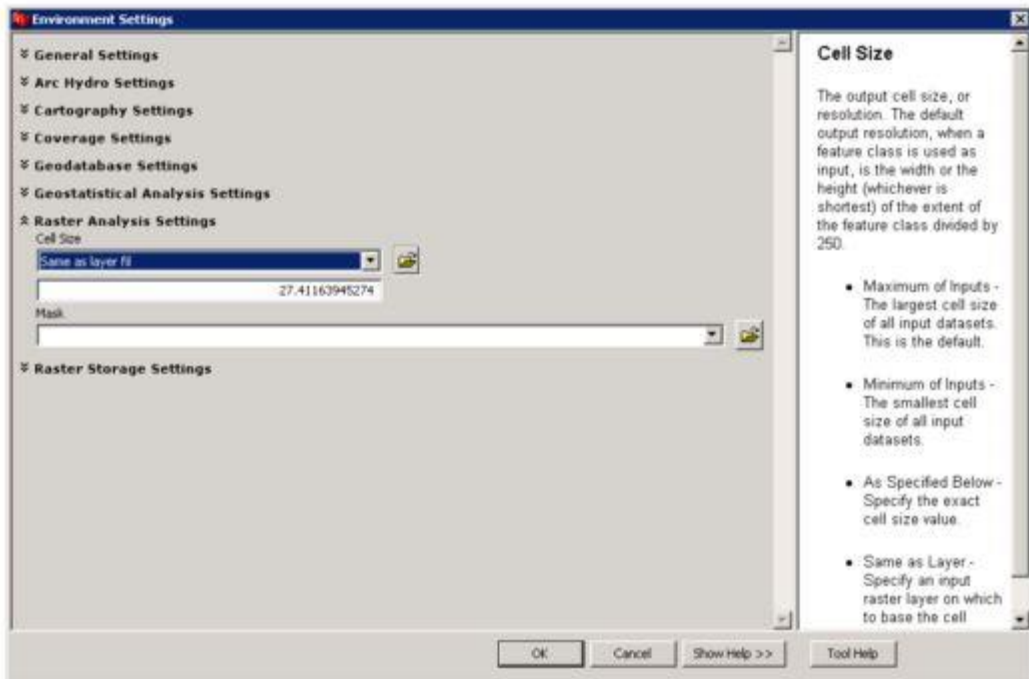 Environment Settings
General Settings
Arc Hydro Settings
Cartography Settings
Coverage Settings
Geodatabase Settings
Geostatistical Analysis Settings
Raster Analysis Settings
Cell Size
Same as layer fil
27.41163945274
Mask
Raster Storage Settings
OK
Cancel
Show Help >>
Cell Size
The output cell size, or
resolution. The default
output resolution, when a
feature class is used as
input, is the width or the
height (whichever is
shortest) of the extent of
the feature class divided by
250.
• Maximum of Inputs -
The largest cell size
of all input datasets.
This is the default.
• Minimum of Inputs -
The smallest cell
size of all input
datasets.
• As Specified Below -
Specify the exact
cell size value.
• Same as Layer -
Specify an input
raster layer on which
to base the cell
Tool Help